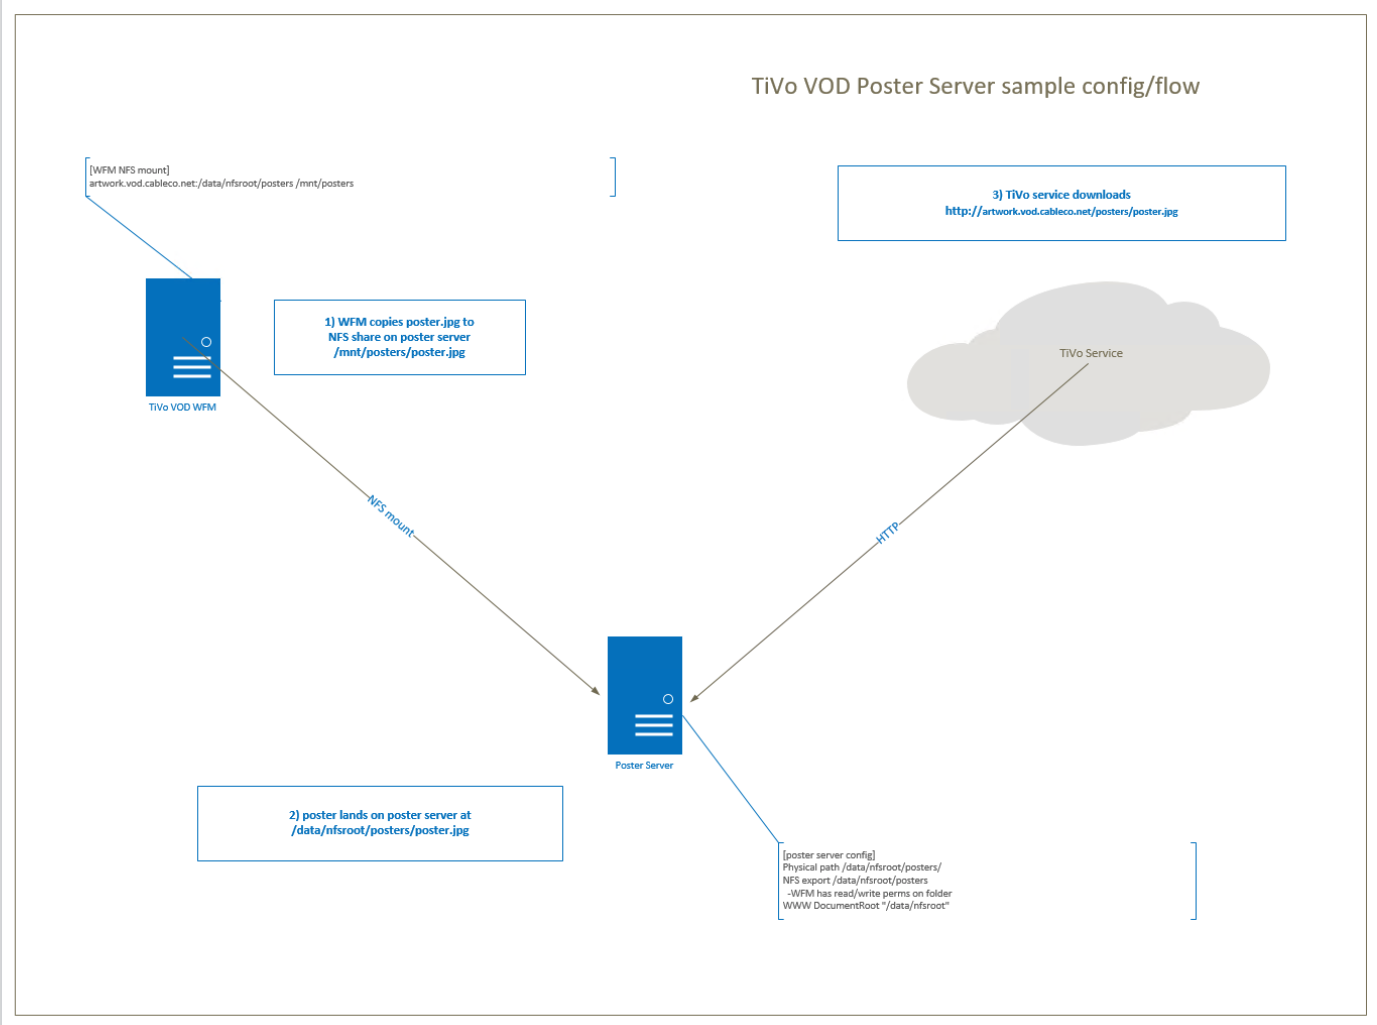 TiVo VOD Poster Server sample config/flow
[WFM NFS mount]
artwork.vod.cableco.net:/data/nfsroot/posters /mnt/posters
3) TiVo service downloads
http://artwork.vod.cableco.net/posters/poster.jpg
1) WFM copies poster.jpg to
NFS share on poster server
/mnt/posters/poster.jpg
TiVo Service
TiVo VOD WFM
NFS mount
HTTP
Poster Server
2) poster lands on poster server at
/data/nfsroot/posters/poster.jpg
[poster server config]
Physical path /data/nfsroot/posters/
NFS export /data/nfsroot/posters
-WFM has read/write perms on folder
WWW DocumentRoot "/data/nfsroot"